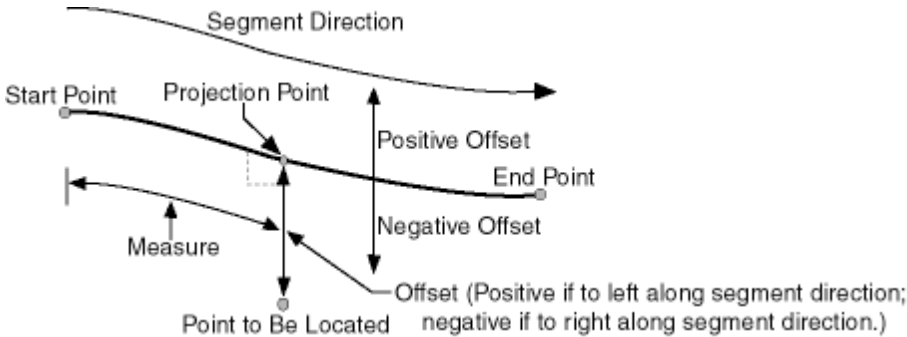 Segment Direction
Start Point
Projection Point
Positive Offset
End Point
Negative Offset
Measure
Offset (Positive if to left along segment direction;
negative if to right along segment direction.)
Point to Be Located